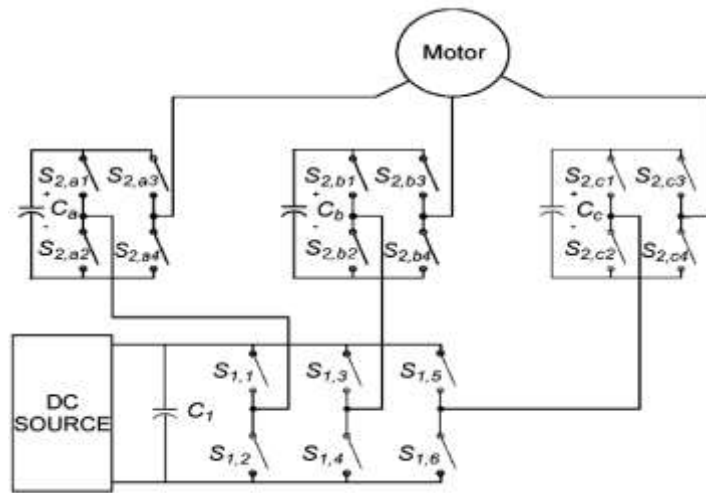 Motor
S2,a1 S2,a3
S2,b1 S2,b3
S2,c1 S2,c3
+
Ca
-
+
Cb
-
+
Cc
-
S2,a2 S2,a4
S2,b2 S2,b4
S2,c2 S2,c4
DC
SOURCE
C1
S1,1
S1,3
S1,5
S1,2
S1,4
S1,6